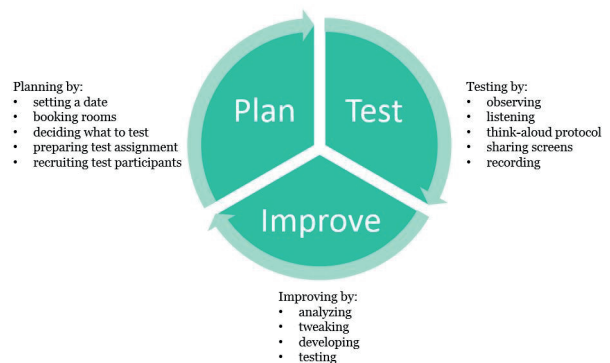 Planning by:
• setting a date
• booking rooms
• deciding what to test
• preparing test assignment
• recruiting test participants
Plan
Test
Improve
Testing by:
• observing
• listening
• think-aloud protocol
• sharing screens
• recording
Improving by:
• analyzing
• tweaking
• developing
• testing